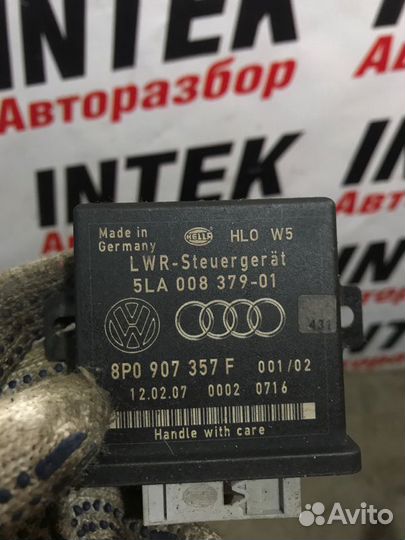 INTEK
Авторазбор
INTEK
Авторазбор
INTEK
Made in
Germany
HELLA
HLO W5
LWR-Steuergerät
5LA 008 379-01
431
8P0 907 357 F 001/02
12.02.07 0002 0716
Handle with care
Avito